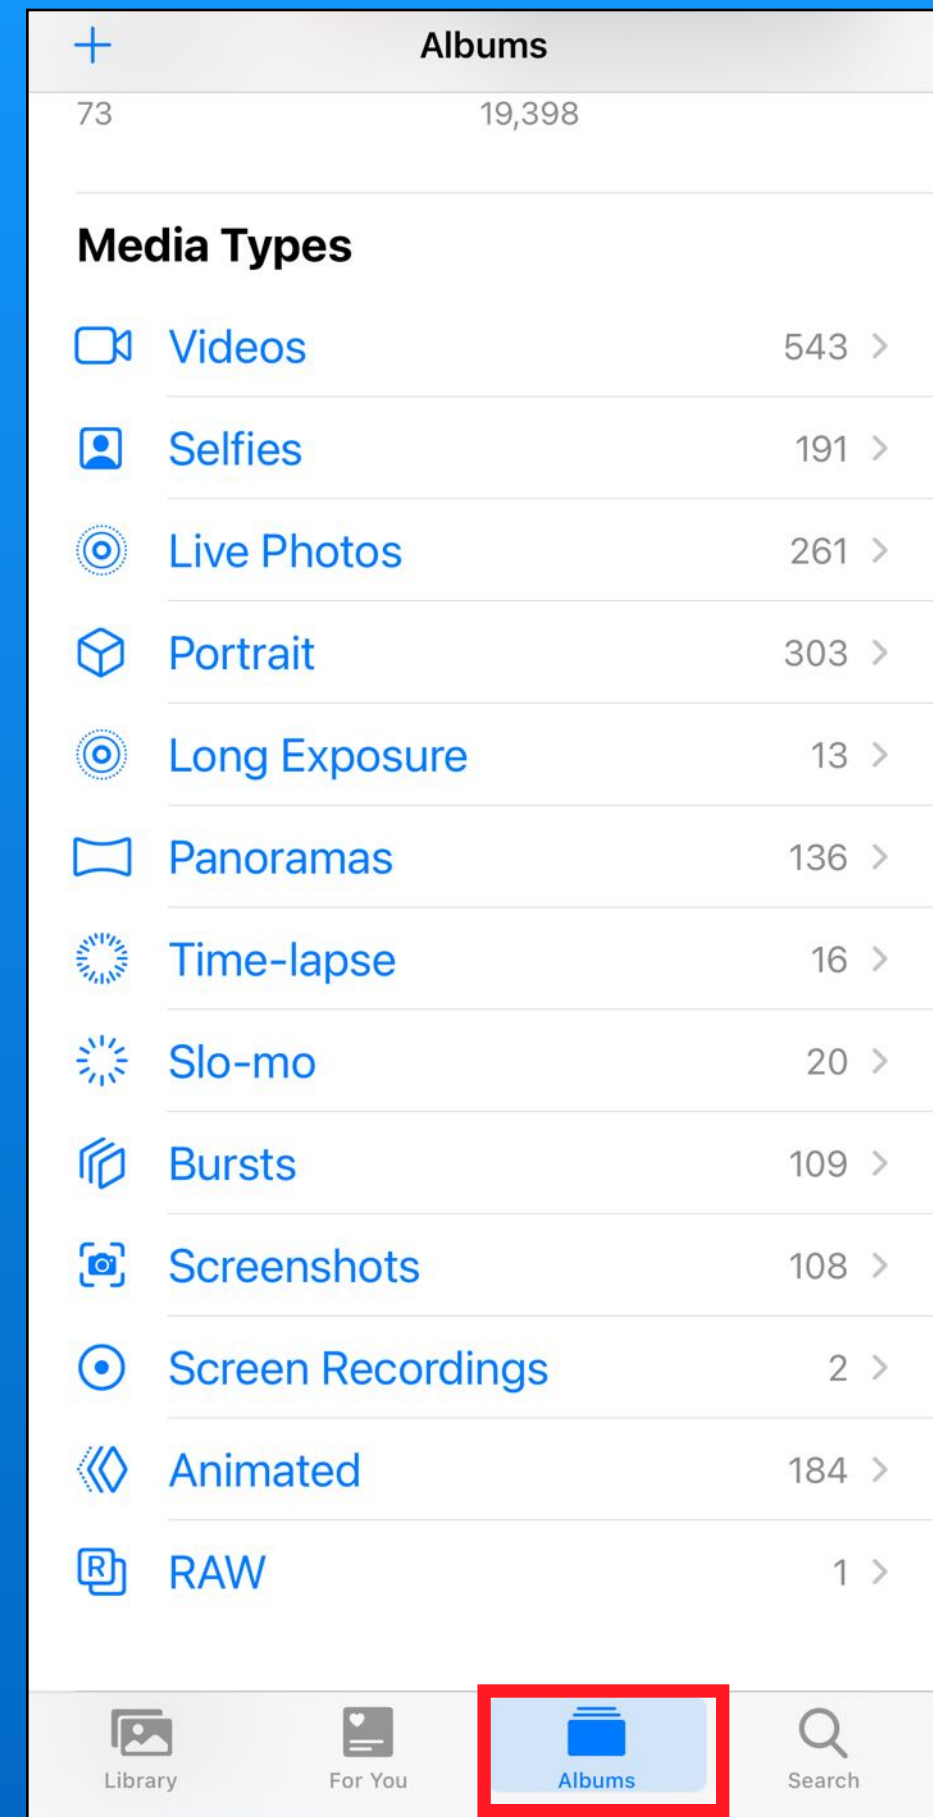 Albums
73 19,398
Media Types
Videos 543
Selfies 191
Live Photos 261
Portrait 303
Long Exposure 13
Panoramas 136
Time-lapse 16
Slo-mo 20
Bursts 109
Screenshots 108
Screen Recordings 2
Animated 184
R RAW 1
Library For You Albums Search